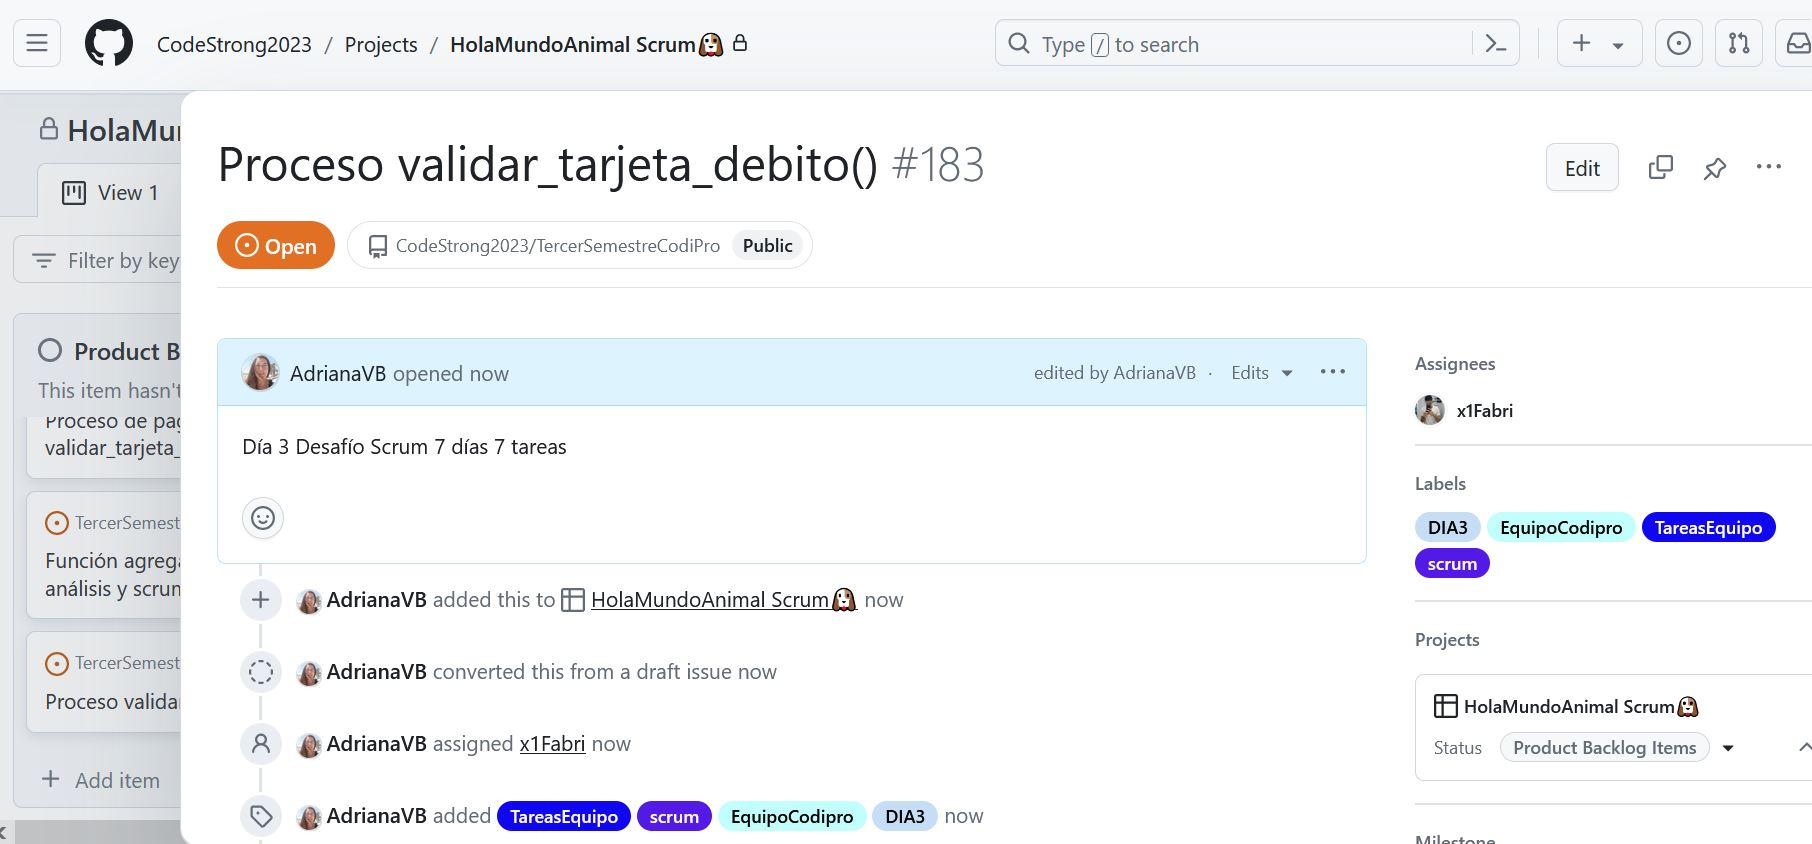 CodeStrong2023 / Projects / HolaMundoAnimal Scrum
Type / to search
HolaMu
View 1
Filter by key
Product B
This item hasn't
Proceso de pag
validar_tarjeta_
TercerSemest
Función agrega
análisis y scrum
TercerSemest
Proceso valida
+ Add item
Proceso validar_tarjeta_debito() #183
Edit
Open
CodeStrong2023/TercerSemestreCodiPro Public
AdrianaVB opened now
edited by AdrianaVB · Edits
Día 3 Desafío Scrum 7 días 7 tareas
AdrianaVB added this to HolaMundoAnimal Scrum now
AdrianaVB converted this from a draft issue now
AdrianaVB assigned x1Fabri now
AdrianaVB added TareasEquipo scrum EquipoCodipro DIA3 now
Assignees
x1Fabri
Labels
DIA3 EquipoCodipro TareasEquipo
scrum
Projects
HolaMundoAnimal Scrum
Status Product Backlog Items
Milestone